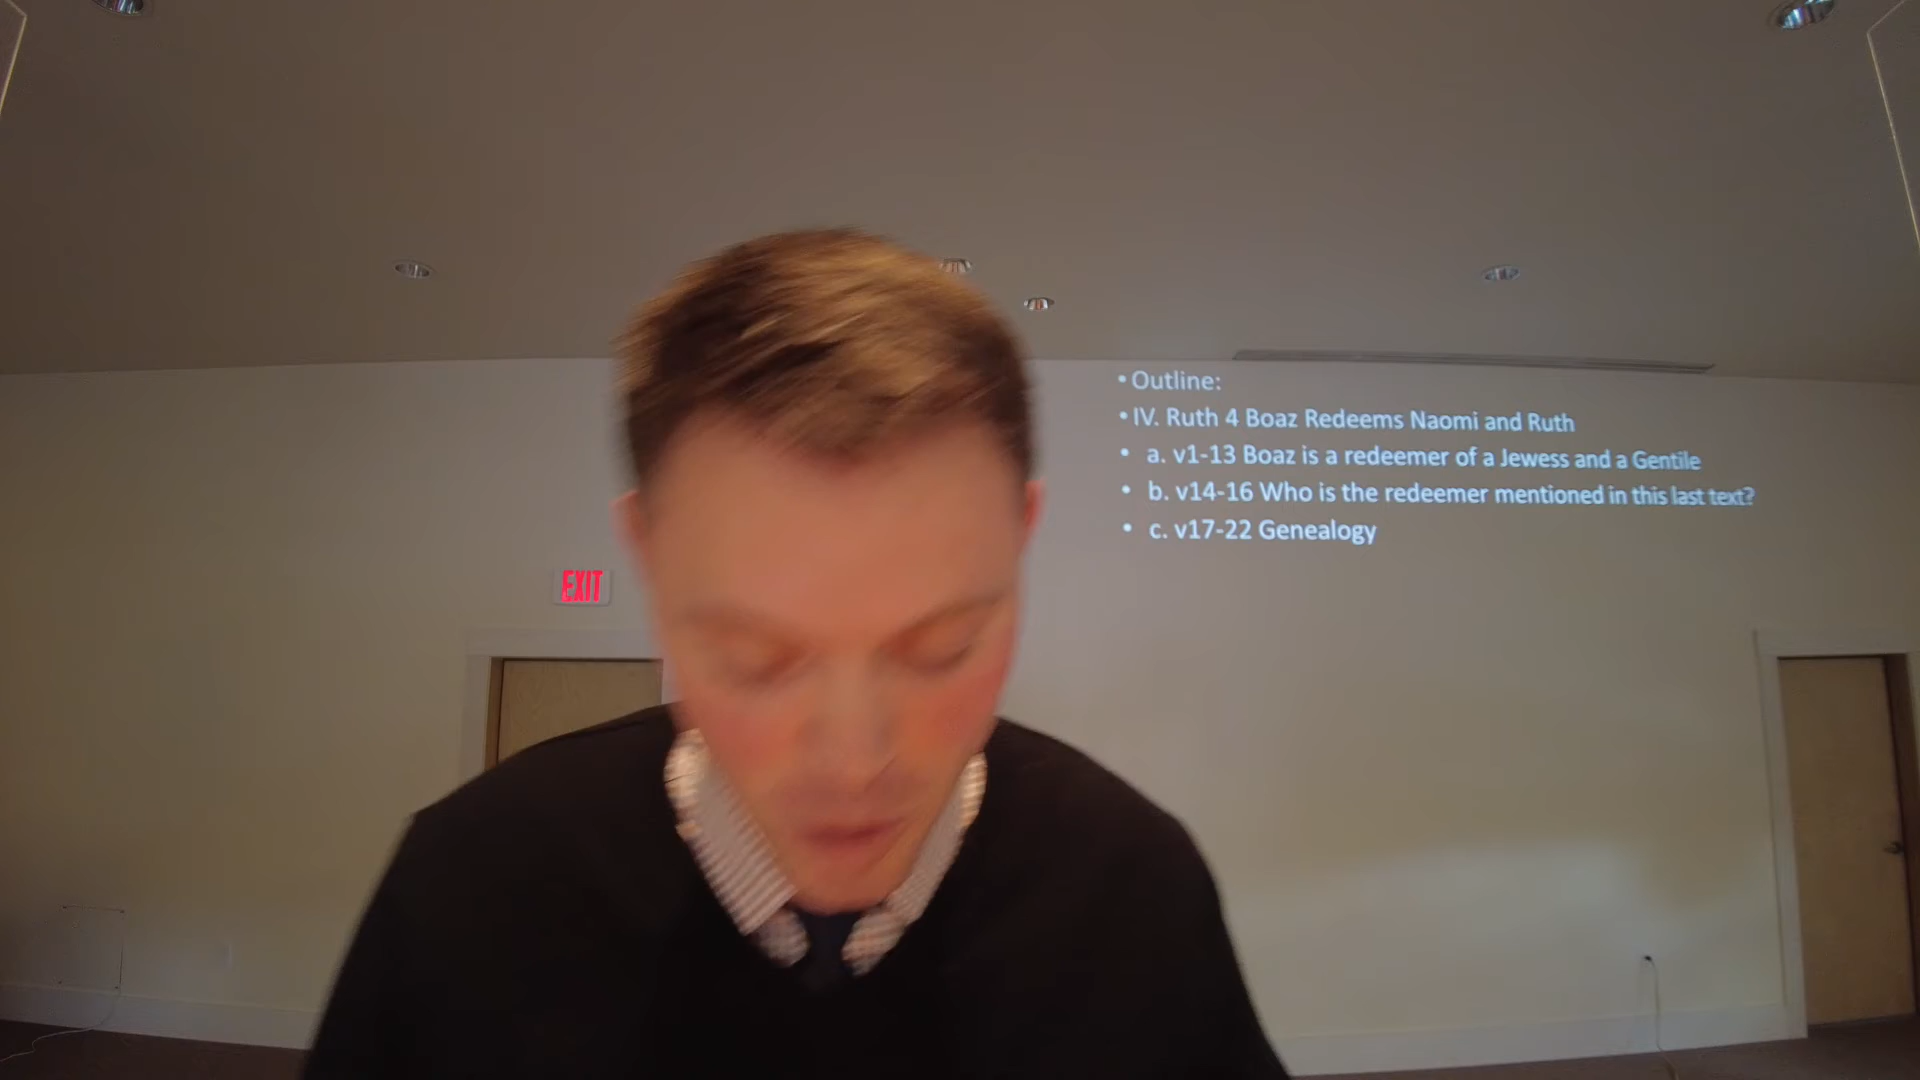 • Outline:
• IV. Ruth 4 Boaz Redeems Naomi and Ruth
• a. v1-13 Boaz is a redeemer of a Jewess and a Gentile
• b. v14-16 Who is the redeemer mentioned in this last text?
• c. v17-22 Genealogy
EXIT